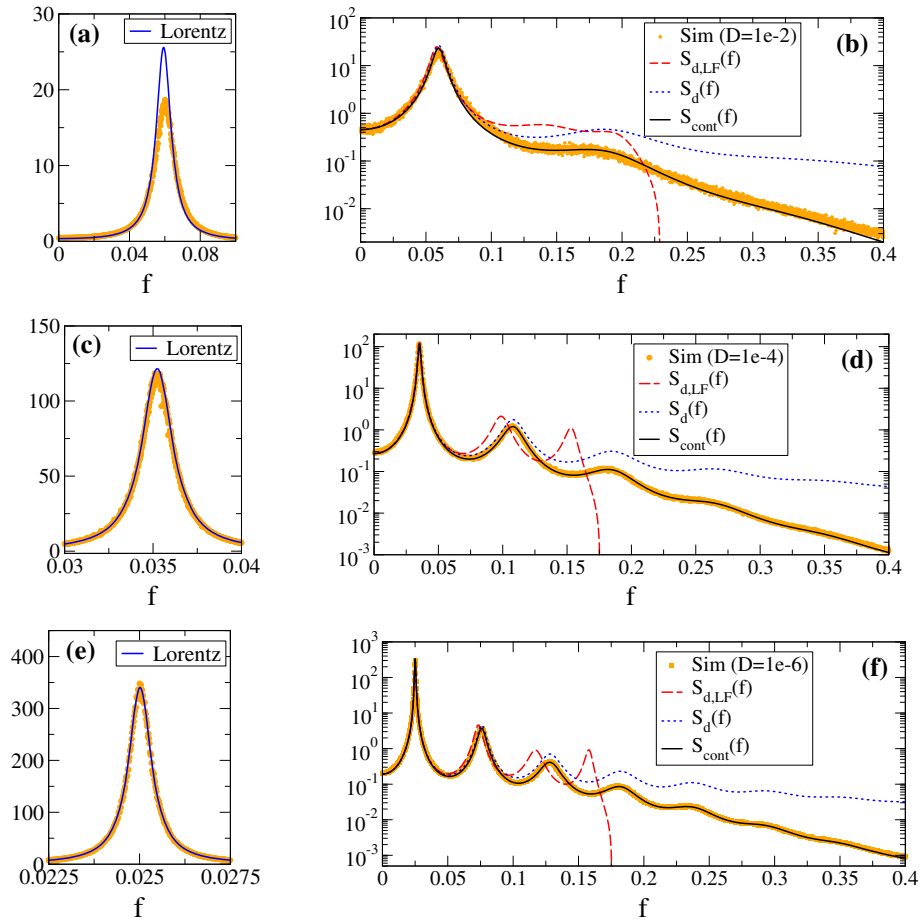 (a)
Lorentz
30
20
10
0
0 0.04 0.08
f
(b)
Sim (D=1e-2)
S_{d,LF}(f)
S_d(f)
S_cont(f)
10^2
10^1
10^0
10^{-1}
10^{-2}
0 0.05 0.1 0.15 0.2 0.25 0.3 0.35 0.4
f
(c)
Lorentz
150
100
50
0
0.03 0.035 0.04
f
(d)
Sim (D=1e-4)
S_{d,LF}(f)
S_d(f)
S_cont(f)
10^2
10^1
10^0
10^{-1}
10^{-2}
10^{-3}
0 0.05 0.1 0.15 0.2 0.25 0.3 0.35 0.4
f
(e)
Lorentz
400
300
200
100
0
0.0225 0.025 0.0275
f
(f)
Sim (D=1e-6)
S_{d,LF}(f)
S_d(f)
S_cont(f)
10^3
10^2
10^1
10^0
10^{-1}
10^{-2}
10^{-3}
0 0.05 0.1 0.15 0.2 0.25 0.3 0.35 0.4
f